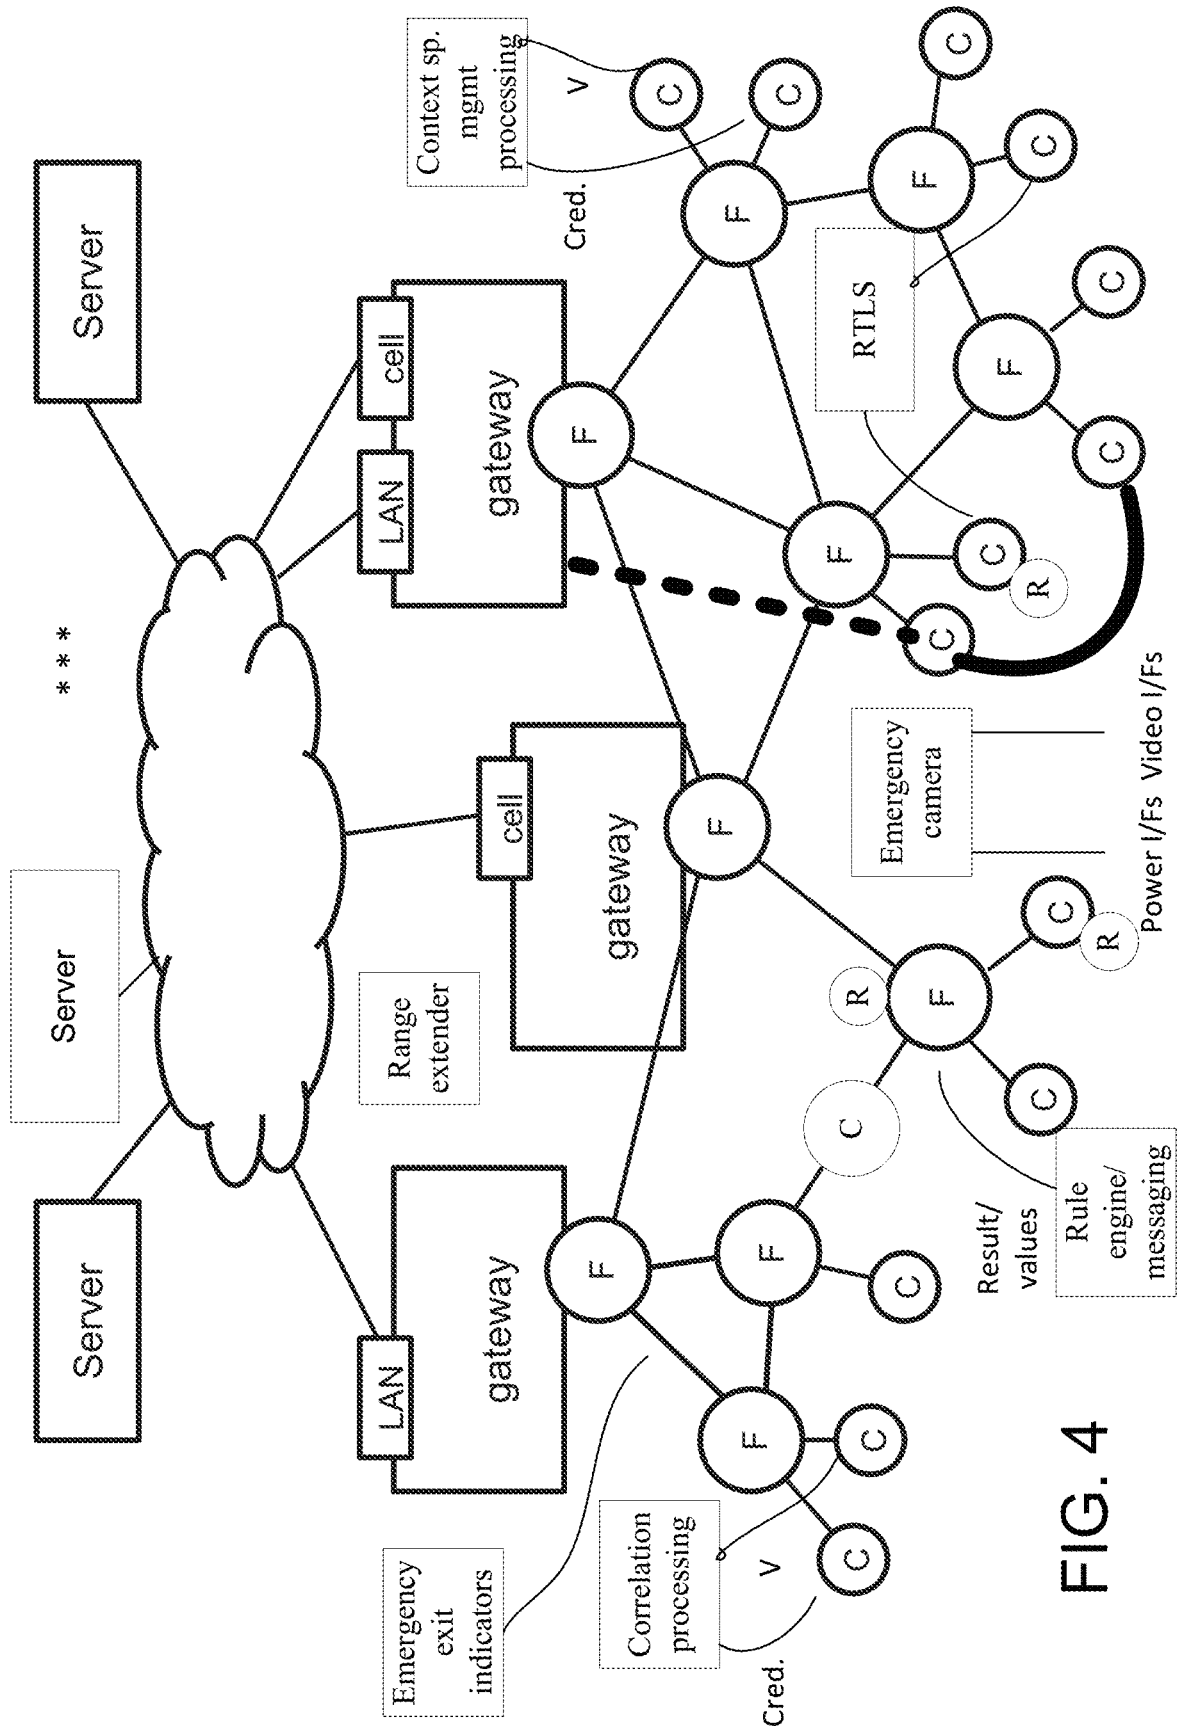 Server
Server
Server
* * *
LAN
gateway
Range
extender
cell
gateway
LAN
cell
gateway
Emergency
exit
indicators
Correlation
processing
V
Cred.
Context sp.
mgmt
processing
V
Cred.
F
F
F
F
F
F
F
F
F
F
C
C
C
C
C
C
C
C
C
C
C
C
C
C
R
R
R
RTLS
Emergency
camera
Power I/Fs Video I/Fs
Result/
values
Rule
engine/
messaging
FIG. 4